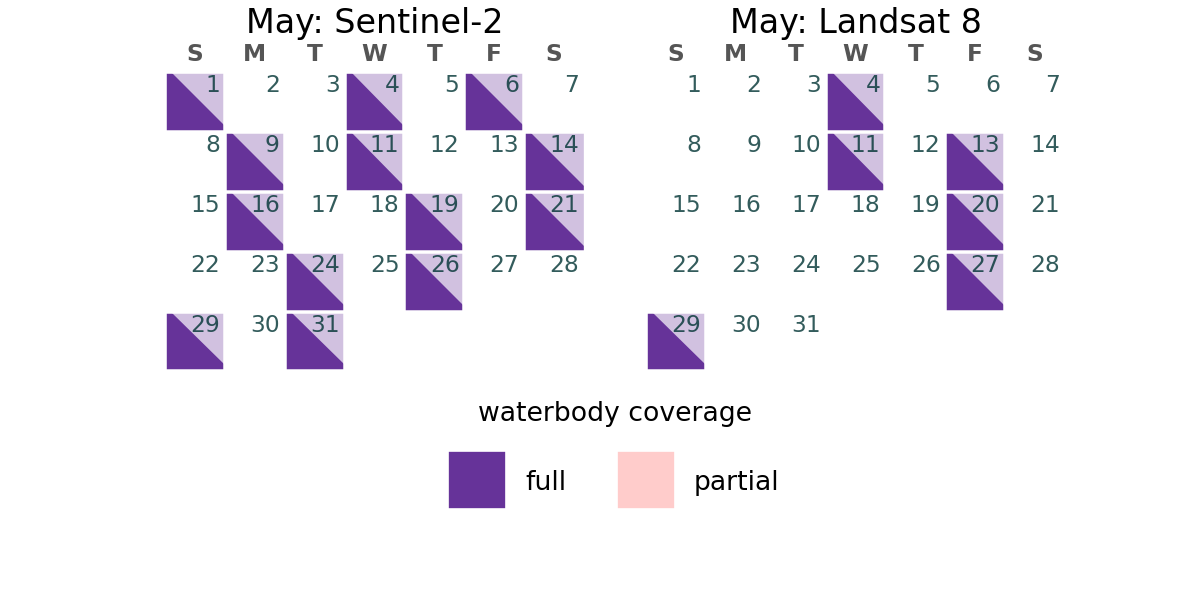 May: Sentinel-2
S M T W T F S
1 2 3 4 5 6 7
8 9 10 11 12 13 14
15 16 17 18 19 20 21
22 23 24 25 26 27 28
29 30 31
May: Landsat 8
S M T W T F S
1 2 3 4 5 6 7
8 9 10 11 12 13 14
15 16 17 18 19 20 21
22 23 24 25 26 27 28
29 30 31
waterbody coverage
full partial